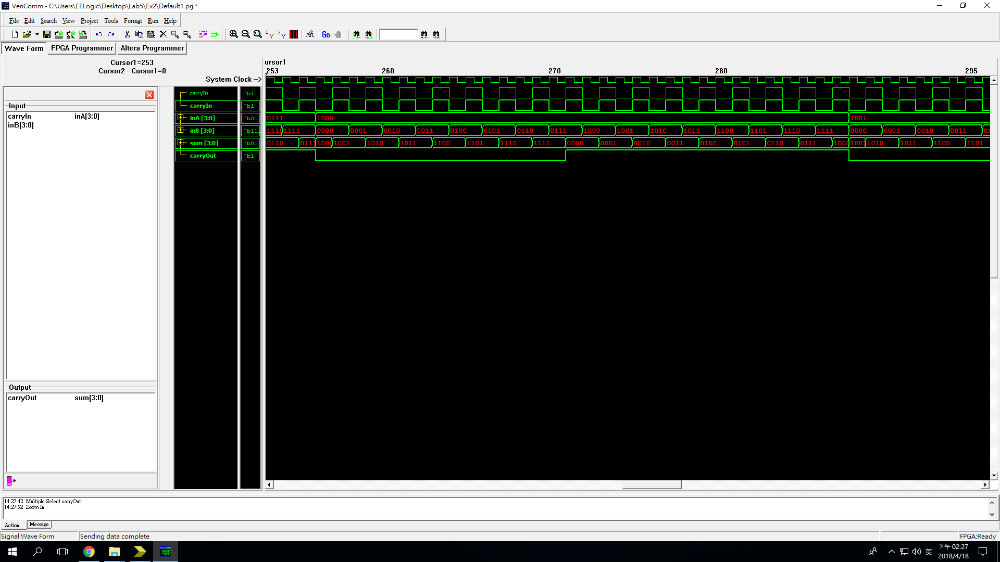 VeriComm - C:\Users\EELogic\Desktop\Lab5\Ex2\Default1.prj *
File Edit Search View Project Tools Format Run Help
Go
Wave Form FPGA Programmer Altera Programmer
Cursor1=253
Cursor2 - Cursor1=0
System Clock -->
ursor1
253 260 270 280 295
Input
carryIn inA[3:0]
inB[3:0]
Output
carryOut sum[3:0]
carryIn 'b1
carryIn 'b1
inA [3:0] 'b011 0111 1000 1001
inB [3:0] 'b111 1110 1111 0000 0001 0010 0011 0100 0101 0110 0111 1000 1001 1010 1011 1100 1101 1110 1111 0000 0001 0010 0011 01
sum [3:0] 'b011 0110 0111 1000 1001 1010 1011 1100 1101 1110 1111 0000 0001 0010 0011 0100 0101 0110 0111 1000 1001 1010 1011 1100 1101
carryOut 'b1
14:27:42 Multiple Select carryOut
14:27:52 Zoom In
Action Message
Signal Wave Form Sending data complete FPGA:Ready
英 下午 02:27
2018/4/18